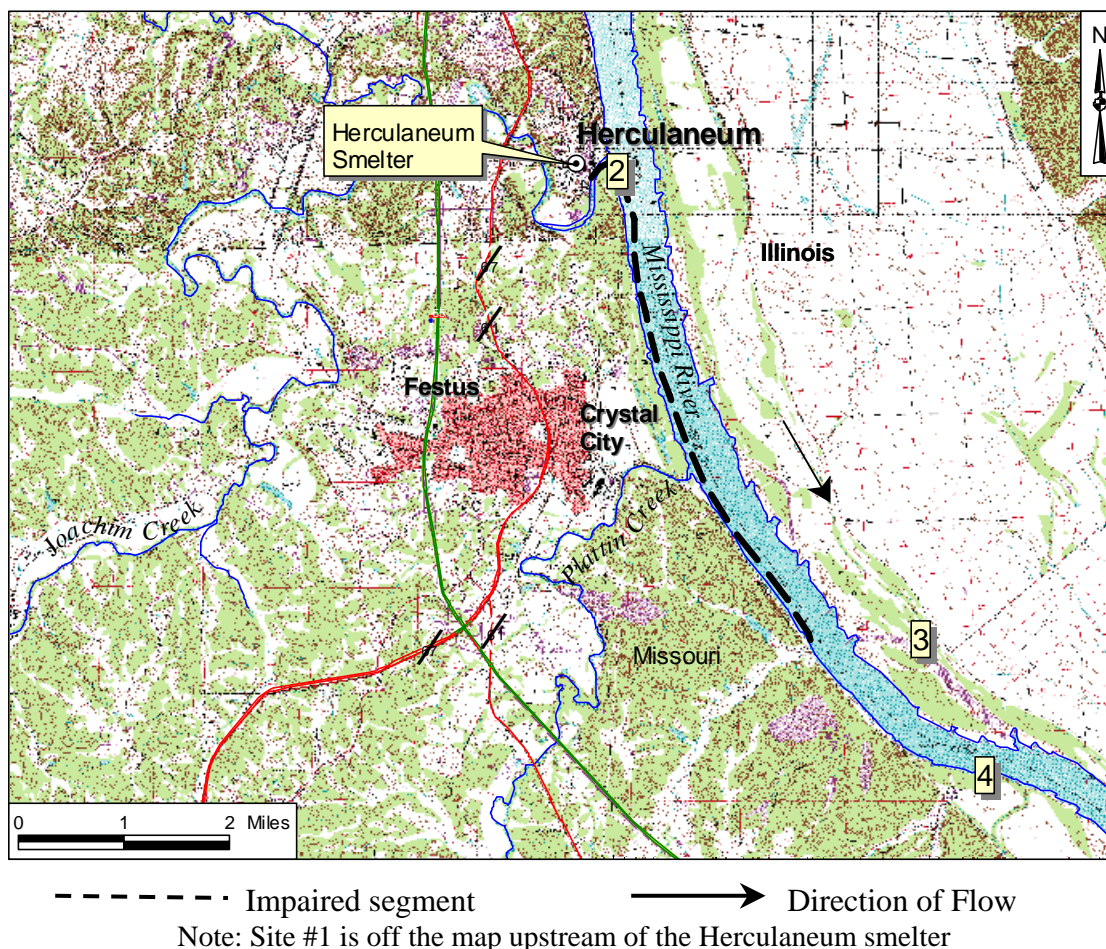 N
Herculaneum
Smelter
Herculaneum
2
Illinois
Mississippi River
Festus
Crystal
City
Joachim Creek
Plattin Creek
Missouri
3
4
0 1 2 Miles
Impaired segment
Direction of Flow
Note: Site #1 is off the map upstream of the Herculaneum smelter